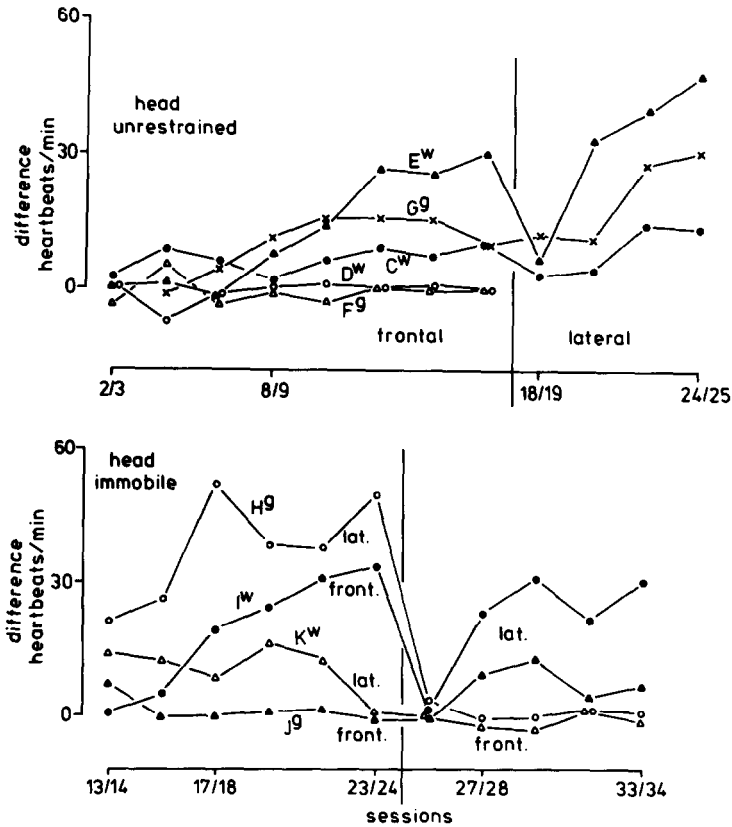 60
30
0
difference
heartbeats/min
head
unrestrained
E^w
G^g
D^w
C^w
F^g
frontal
lateral
2/3
8/9
18/19
24/25
60
30
0
difference
heartbeats/min
head
immobile
H^g
lat.
I^w
front.
K^w
lat.
lat.
J^g
front.
front.
13/14
17/18
23/24
27/28
33/34
sessions